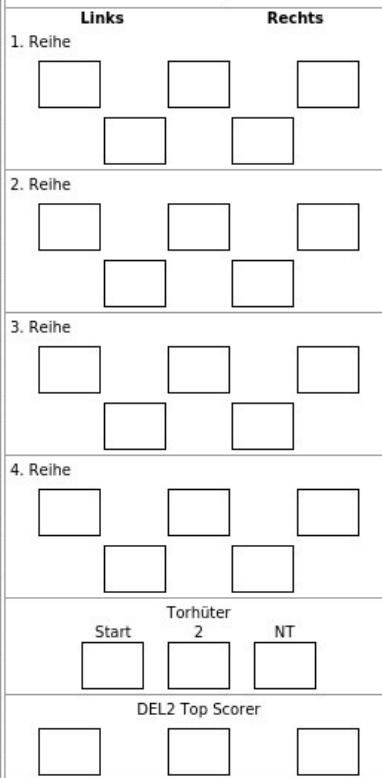 Links Rechts
1. Reihe
2. Reihe
3. Reihe
4. Reihe
Torhüter
Start 2 NT
DEL2 Top Scorer